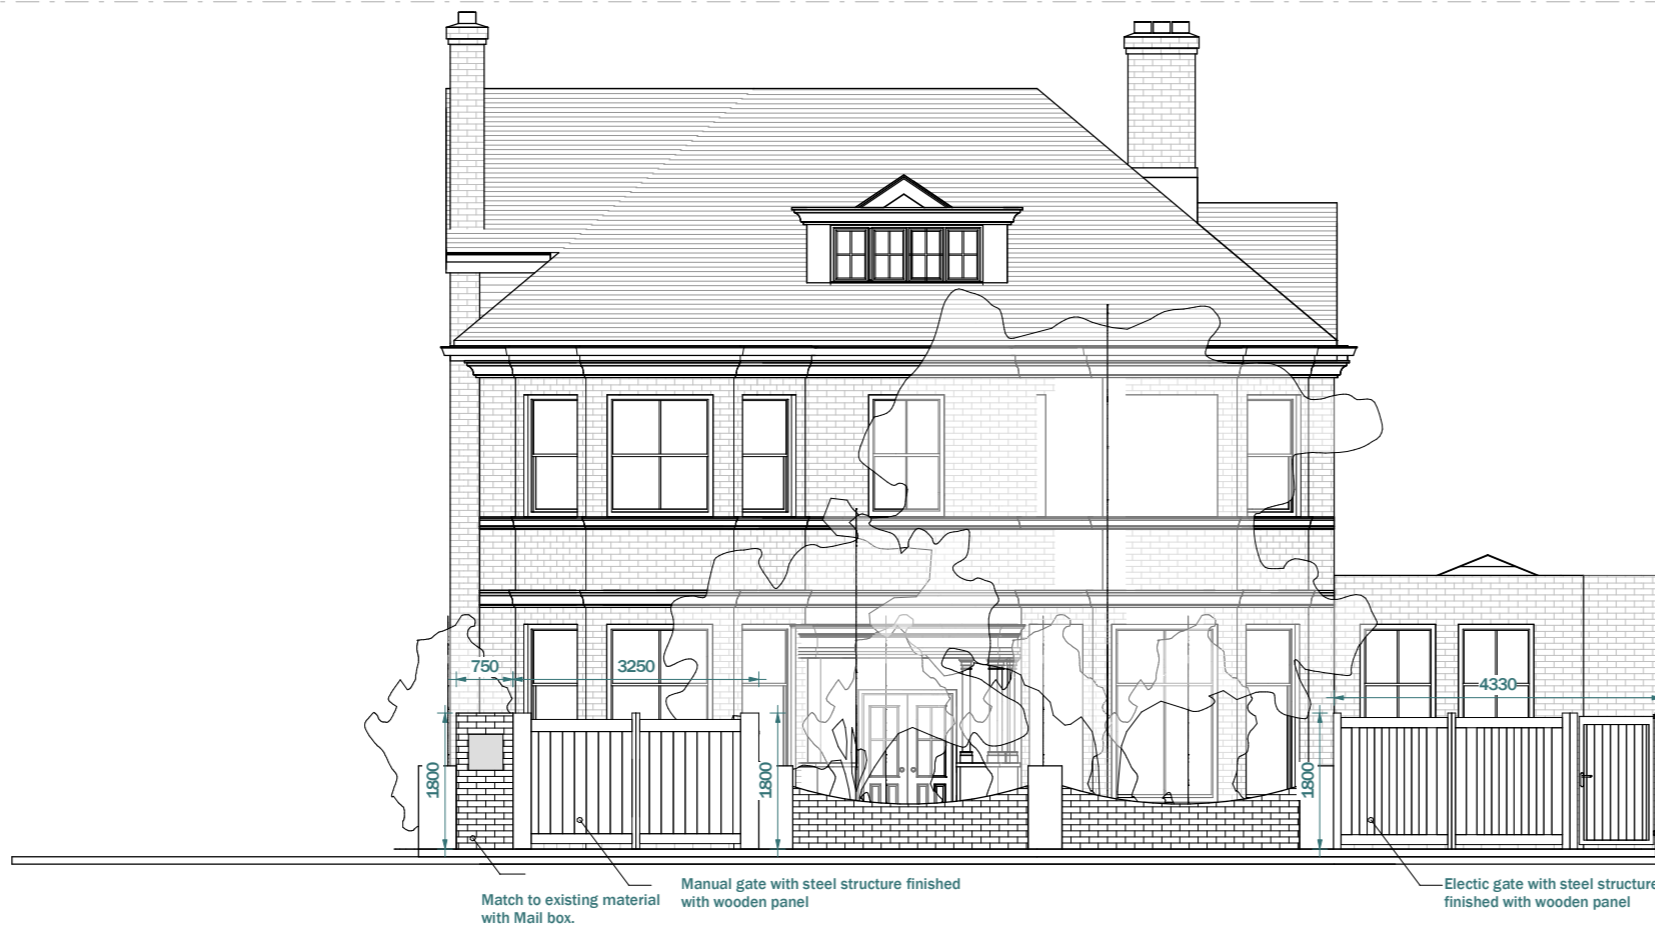 750
3250
4330
1800
1800
1800
Match to existing material
with Mail box.
Manual gate with steel structure finished
with wooden panel
Electic gate with steel structure
finished with wooden panel